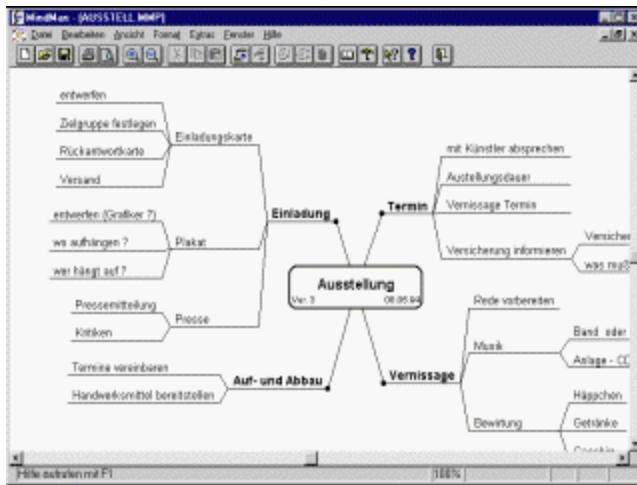 MindMan - [AUSSTELL.MMP]
Datei Bearbeiten Ansicht Format Extras Fenster Hilfe
entwerfen
Zielgruppe festlegen
Rückantwortkarte
Versand
Einladungskarte
entwerfen (Grafiker ?)
wo aufhängen ?
wer hängt auf ?
Plakat
Pressemitteilung
Kritiken
Presse
Einladung
Termine vereinbaren
Handwerksmittel bereitstellen
Auf- und Abbau
Ausstellung
Ver. 3
Termin
mit Künstler absprechen
Austellungsdauer
Vernissage Termin
Versicherung informieren
was muß
Vernissage
Rede vorbereiten
Musik
Band oder
Anlage - CD
Bewirtung
Häppchen
Getränke
Hilfe aufrufen mit F1
100%